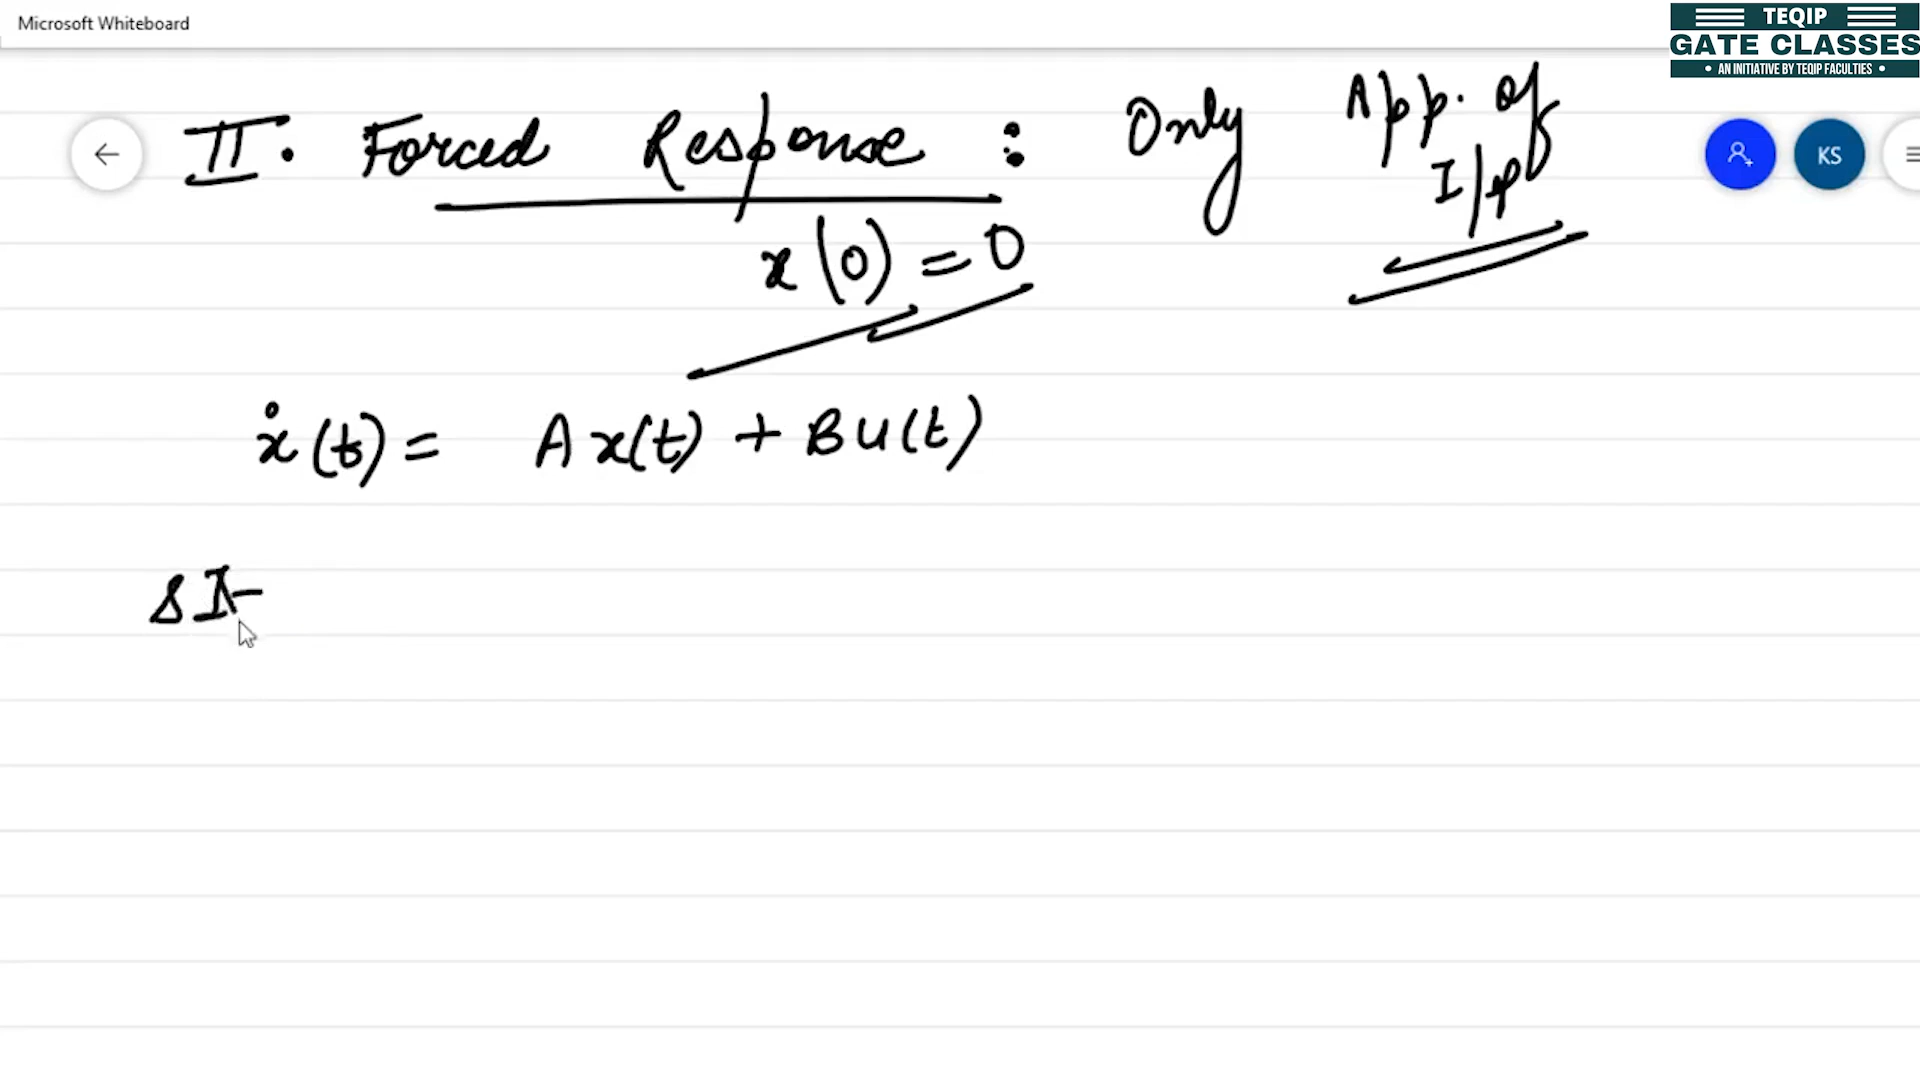 Microsoft Whiteboard
TEQIP
GATE CLASSES
• AN INITIATIVE BY TEQIP FACULTIES •
II. Forced Response : Only App. of I/p
KS
x(0) = 0
ẋ(t) = Ax(t) + BU(t)
SI-